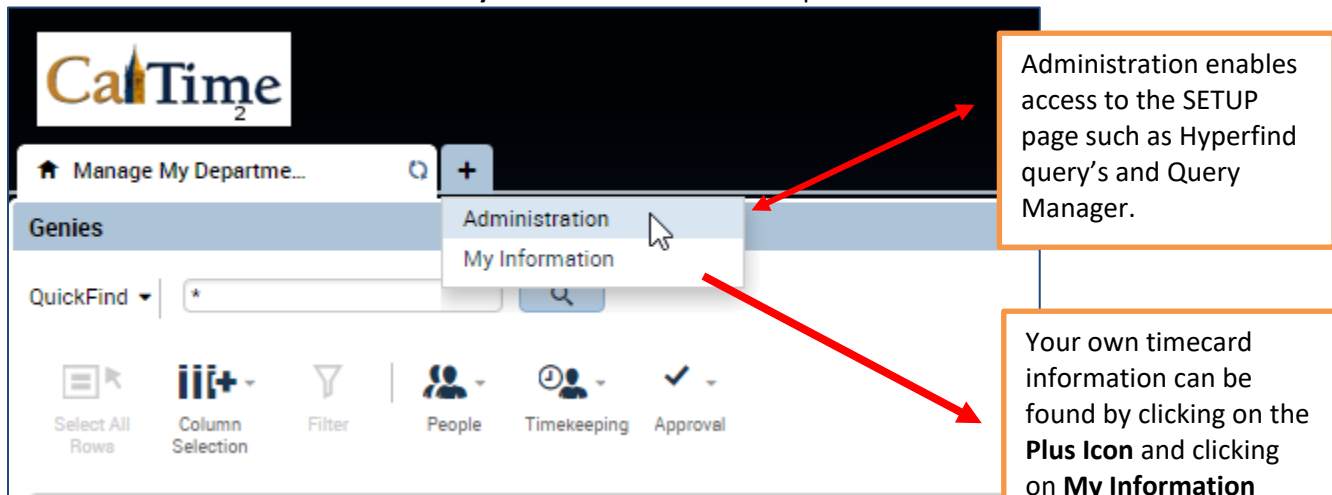 CalTime
2
Manage My Departme...
+
Administration
My Information
Genies
QuickFind
*
Select All
Rows
Column
Selection
Filter
People
Timekeeping
Approval
Administration enables
access to the SETUP
page such as Hyperfind
query’s and Query
Manager.
Your own timecard
information can be
found by clicking on the
Plus Icon and clicking
on My Information